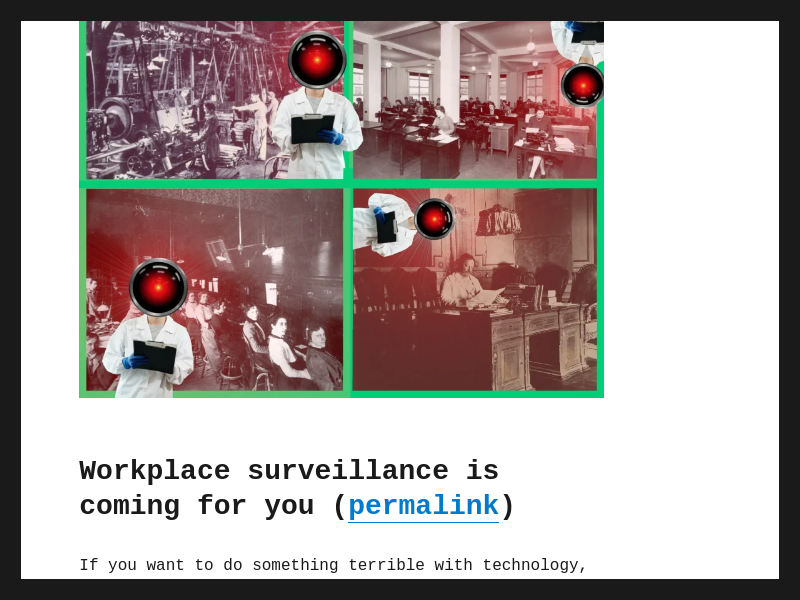 Workplace surveillance is
coming for you (permalink)
If you want to do something terrible with technology,